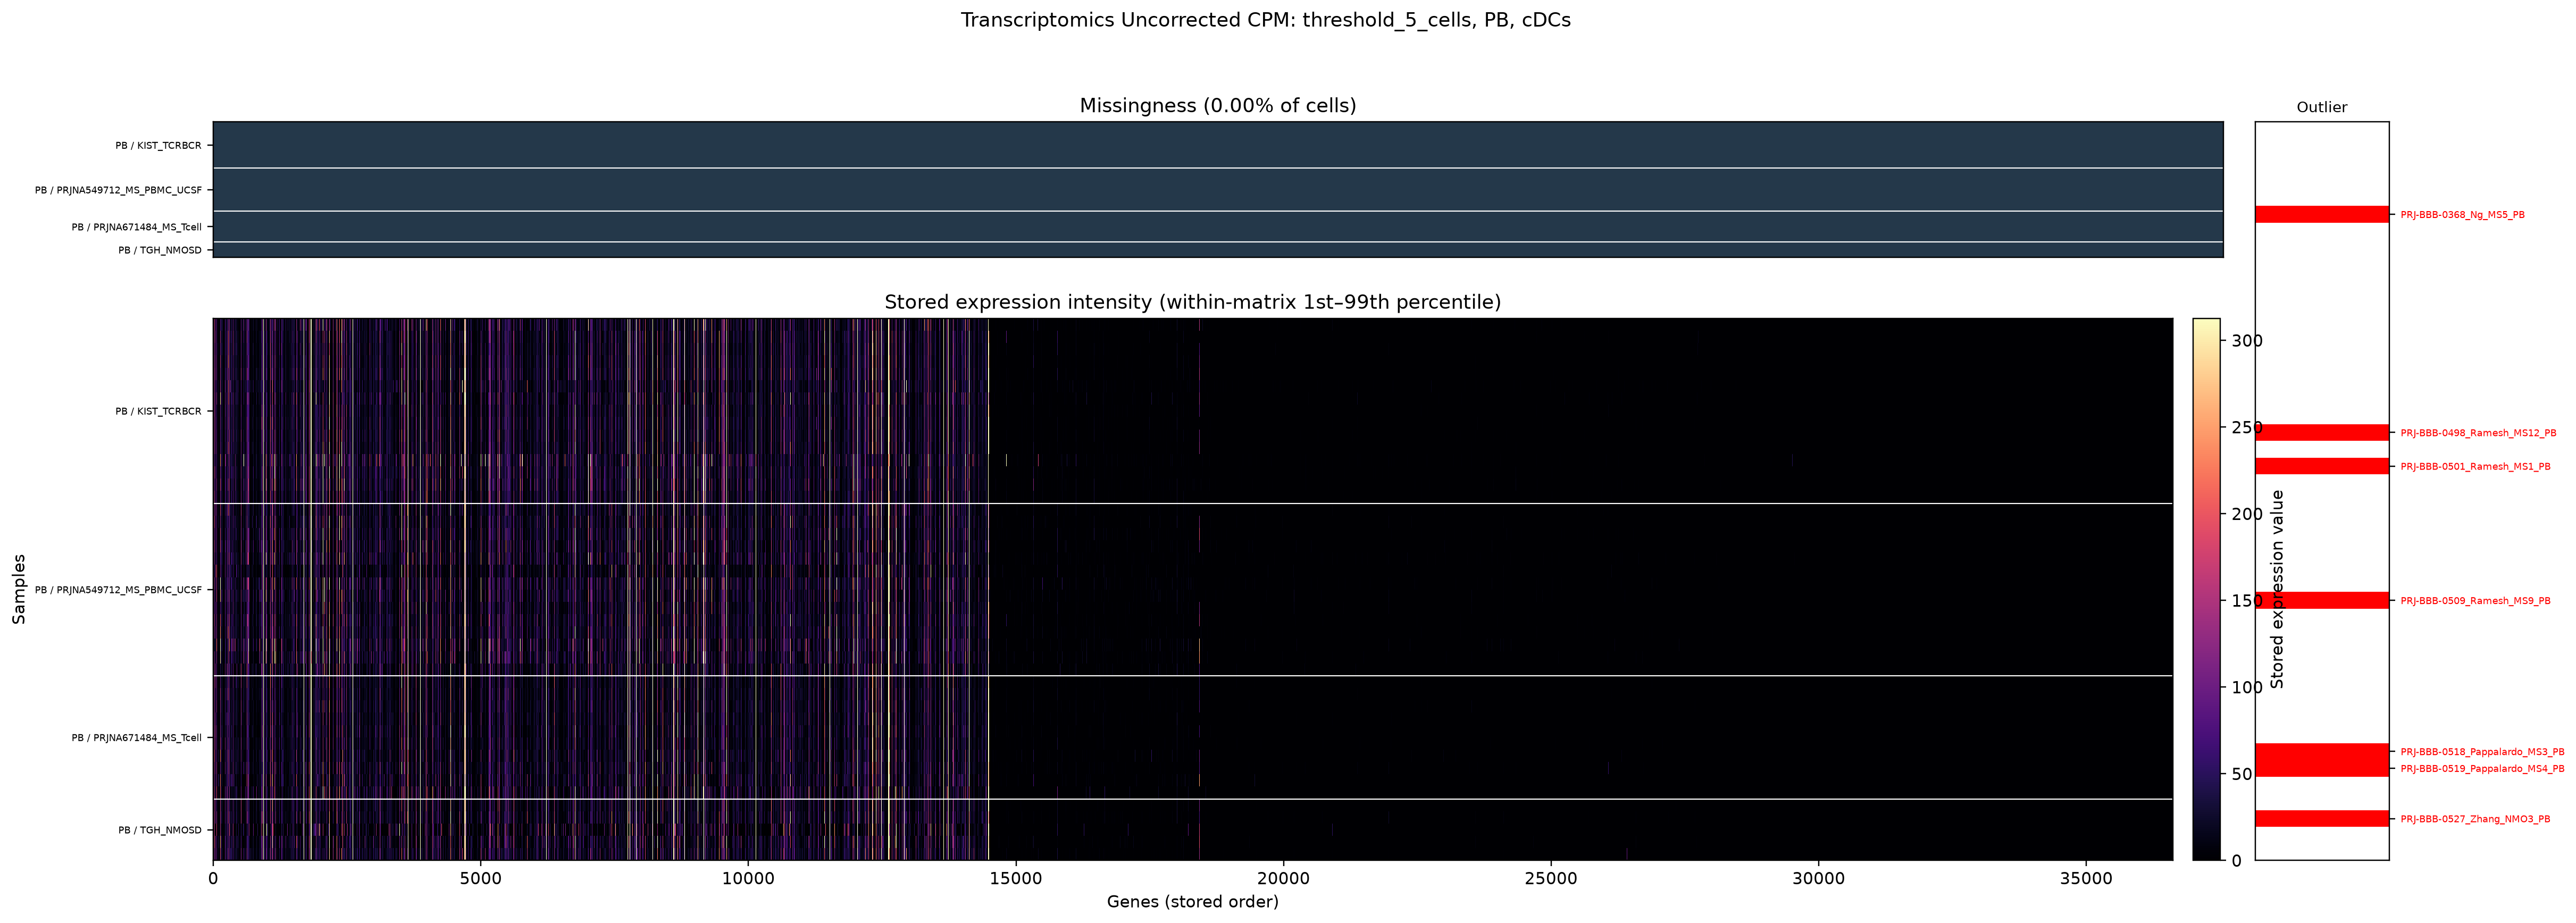 Transcriptomics Uncorrected CPM: threshold_5_cells, PB, cDCs
Missingness (0.00% of cells)
Outlier
PB / KIST_TCRBCR
PB / PRJNA549712_MS_PBMC_UCSF
PB / PRJNA671484_MS_Tcell
PB / TGH_NMOSD
Stored expression intensity (within-matrix 1st–99th percentile)
Samples
PB / KIST_TCRBCR
PB / PRJNA549712_MS_PBMC_UCSF
PB / PRJNA671484_MS_Tcell
PB / TGH_NMOSD
0 5000 10000 15000 20000 25000 30000 35000
Genes (stored order)
300
250
200
150
100
50
0
Stored expression value
PRJ-BBB-0368_Ng_MS5_PB
PRJ-BBB-0498_Ramesh_MS12_PB
PRJ-BBB-0501_Ramesh_MS1_PB
PRJ-BBB-0509_Ramesh_MS9_PB
PRJ-BBB-0518_Pappalardo_MS3_PB
PRJ-BBB-0519_Pappalardo_MS4_PB
PRJ-BBB-0527_Zhang_NMO3_PB